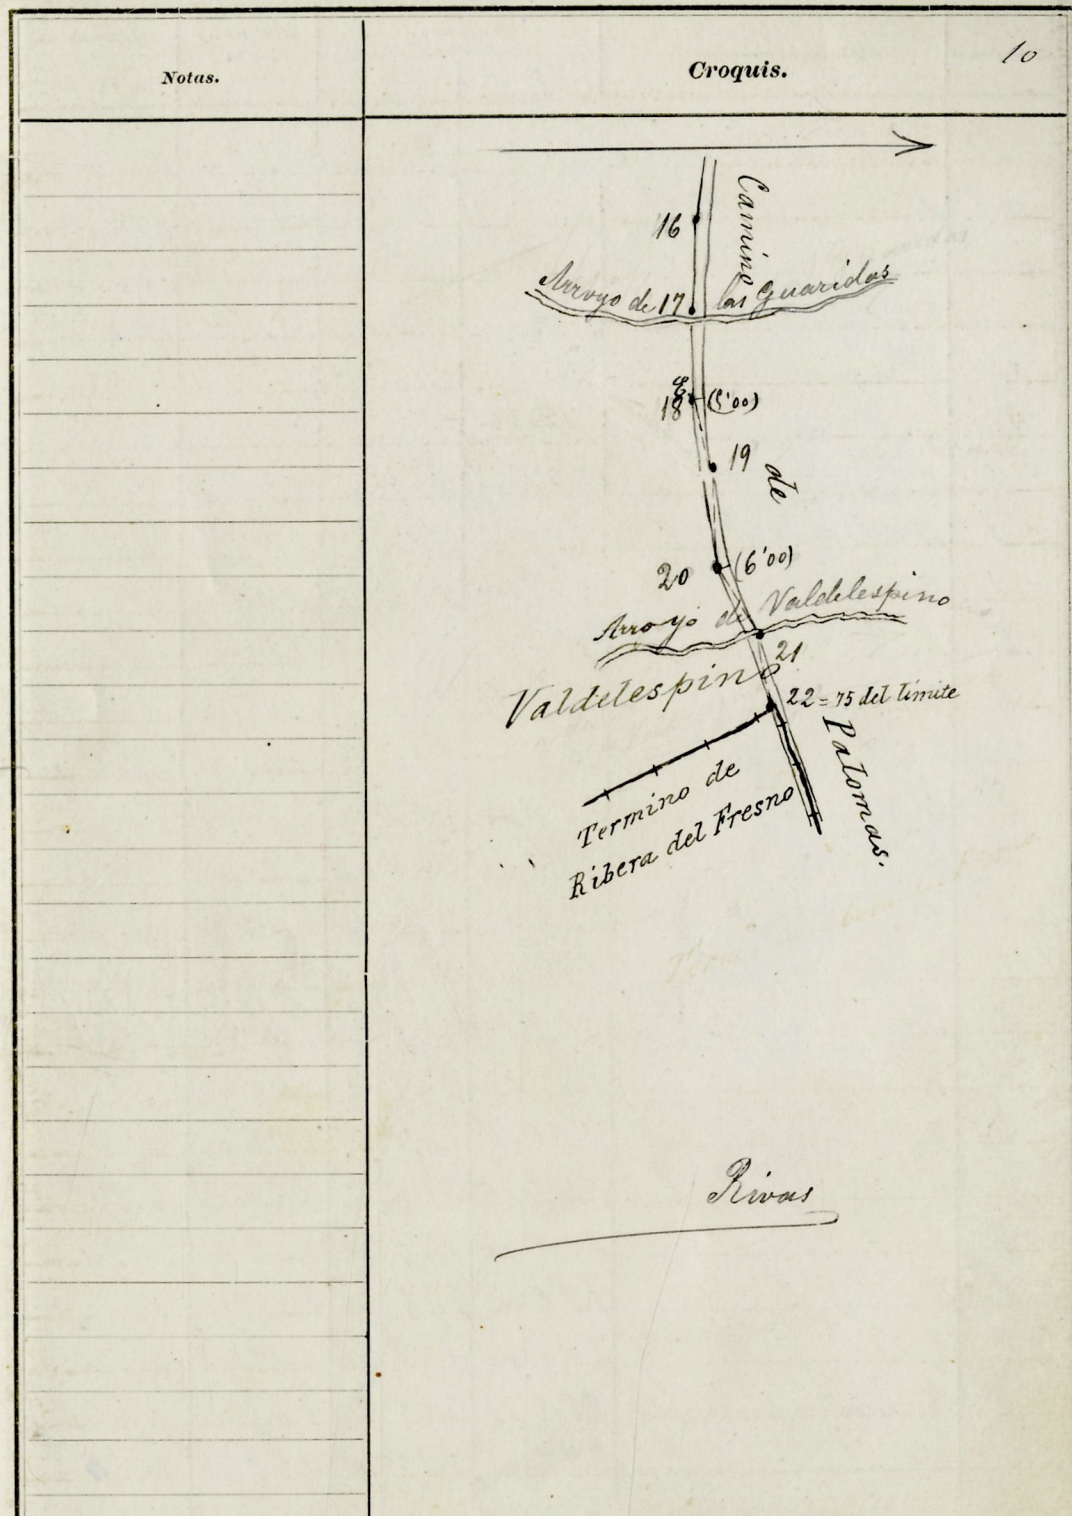 Notas.
Croquis.
10
Camino
16
Arroyo de 17 las Guaridas
18 (5'00)
19
de
20 (6'00)
Arroyo de Valdelespino
21
Valdelespino
22 = 75 del límite
Palomas.
Termino de
Ribera del Fresno
Rivas